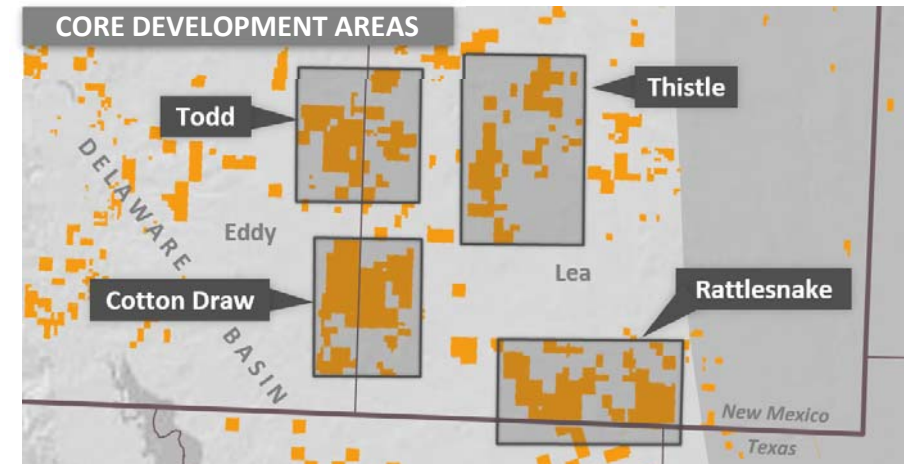 CORE DEVELOPMENT AREAS
Thistle
Todd
DELAWARE BASIN
Eddy
Lea
Cotton Draw
Rattlesnake
New Mexico
Texas